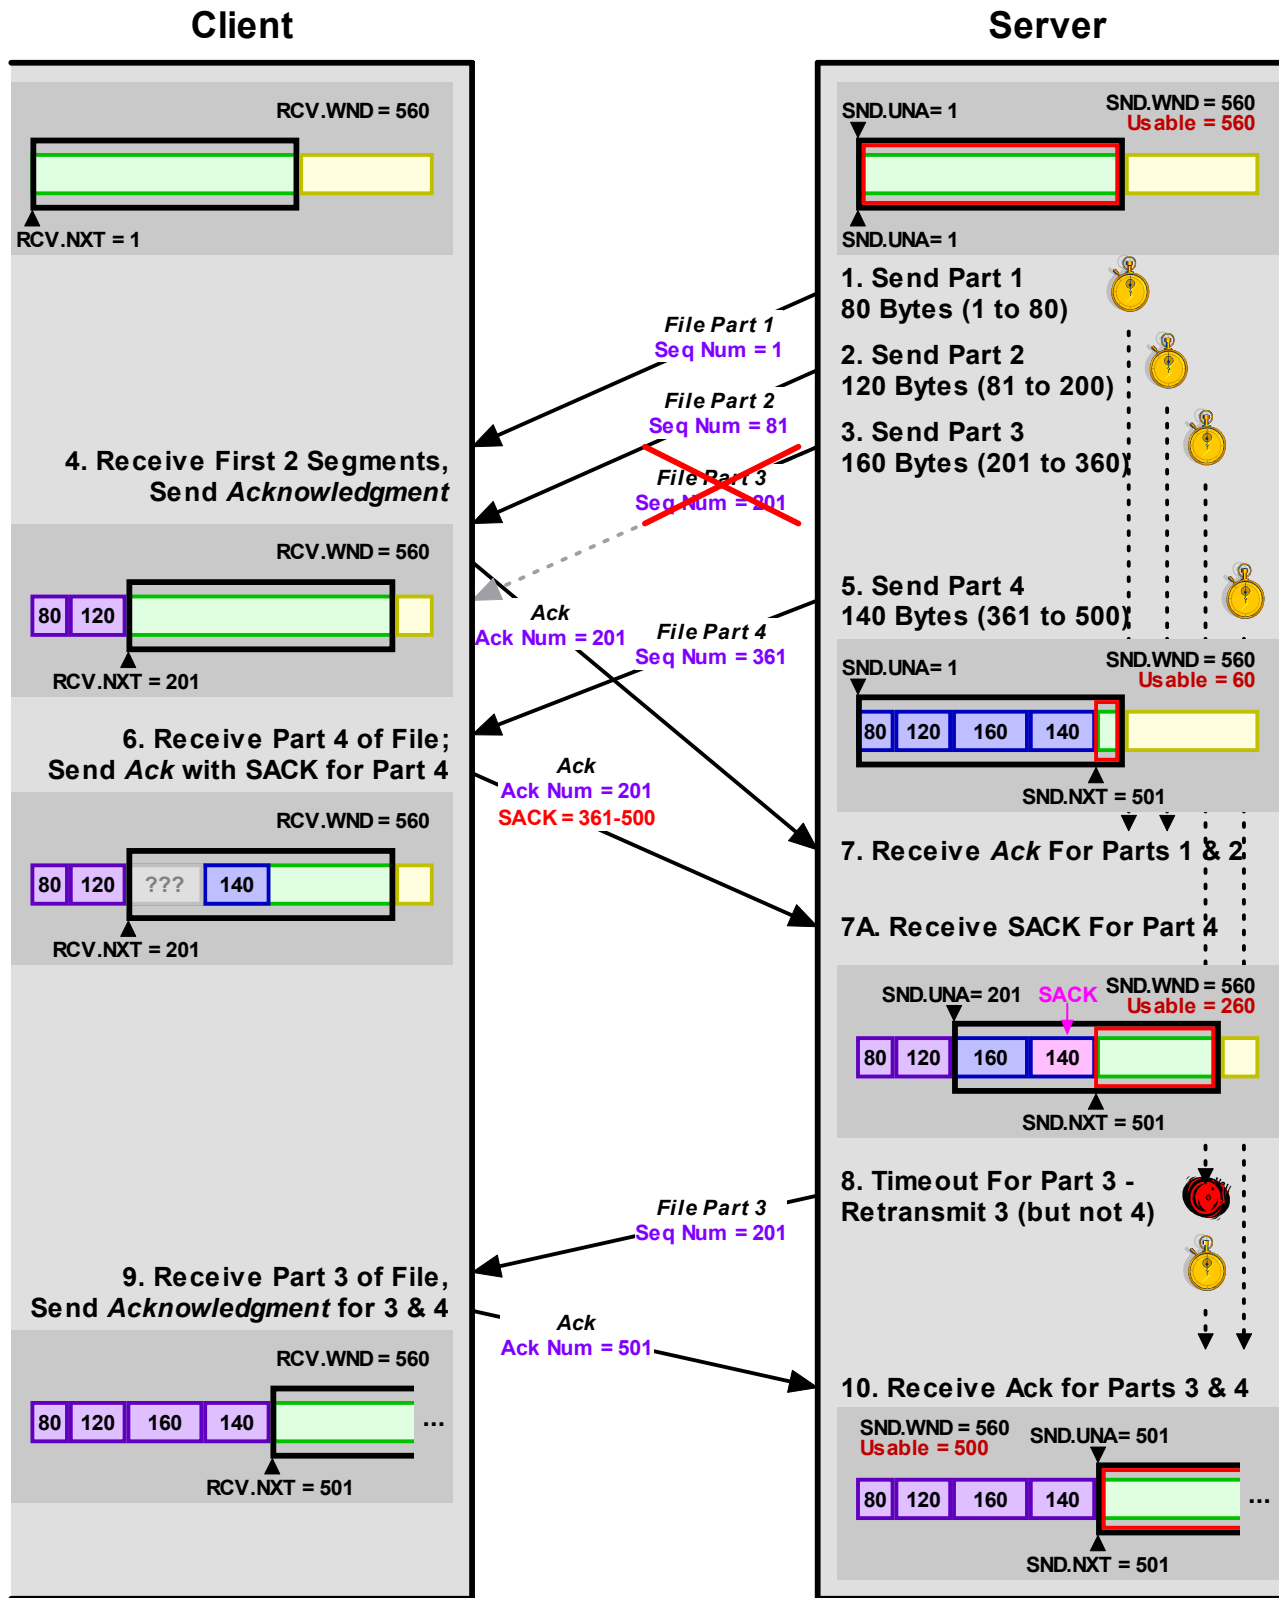 Client
Server
RCV.WND = 560
RCV.NXT = 1
SND.UNA= 1
SND.WND = 560
Usable = 560
SND.UNA= 1
1. Send Part 1
80 Bytes (1 to 80)
File Part 1
Seq Num = 1
2. Send Part 2
120 Bytes (81 to 200)
File Part 2
Seq Num = 81
3. Send Part 3
160 Bytes (201 to 360)
File Part 3
Seq Num = 201
4. Receive First 2 Segments,
Send Acknowledgment
RCV.WND = 560
80 120
RCV.NXT = 201
Ack
Ack Num = 201
5. Send Part 4
140 Bytes (361 to 500)
File Part 4
Seq Num = 361
SND.UNA= 1
SND.WND = 560
Usable = 60
80 120 160 140
SND.NXT = 501
6. Receive Part 4 of File;
Send Ack with SACK for Part 4
Ack
Ack Num = 201
SACK = 361-500
RCV.WND = 560
80 120 ??? 140
RCV.NXT = 201
7. Receive Ack For Parts 1 & 2
7A. Receive SACK For Part 4
SND.UNA= 201
SACK
SND.WND = 560
Usable = 260
80 120 160 140
SND.NXT = 501
8. Timeout For Part 3 -
Retransmit 3 (but not 4)
File Part 3
Seq Num = 201
9. Receive Part 3 of File,
Send Acknowledgment for 3 & 4
Ack
Ack Num = 501
RCV.WND = 560
80 120 160 140 ...
RCV.NXT = 501
10. Receive Ack for Parts 3 & 4
SND.WND = 560
Usable = 500
SND.UNA= 501
80 120 160 140 ...
SND.NXT = 501